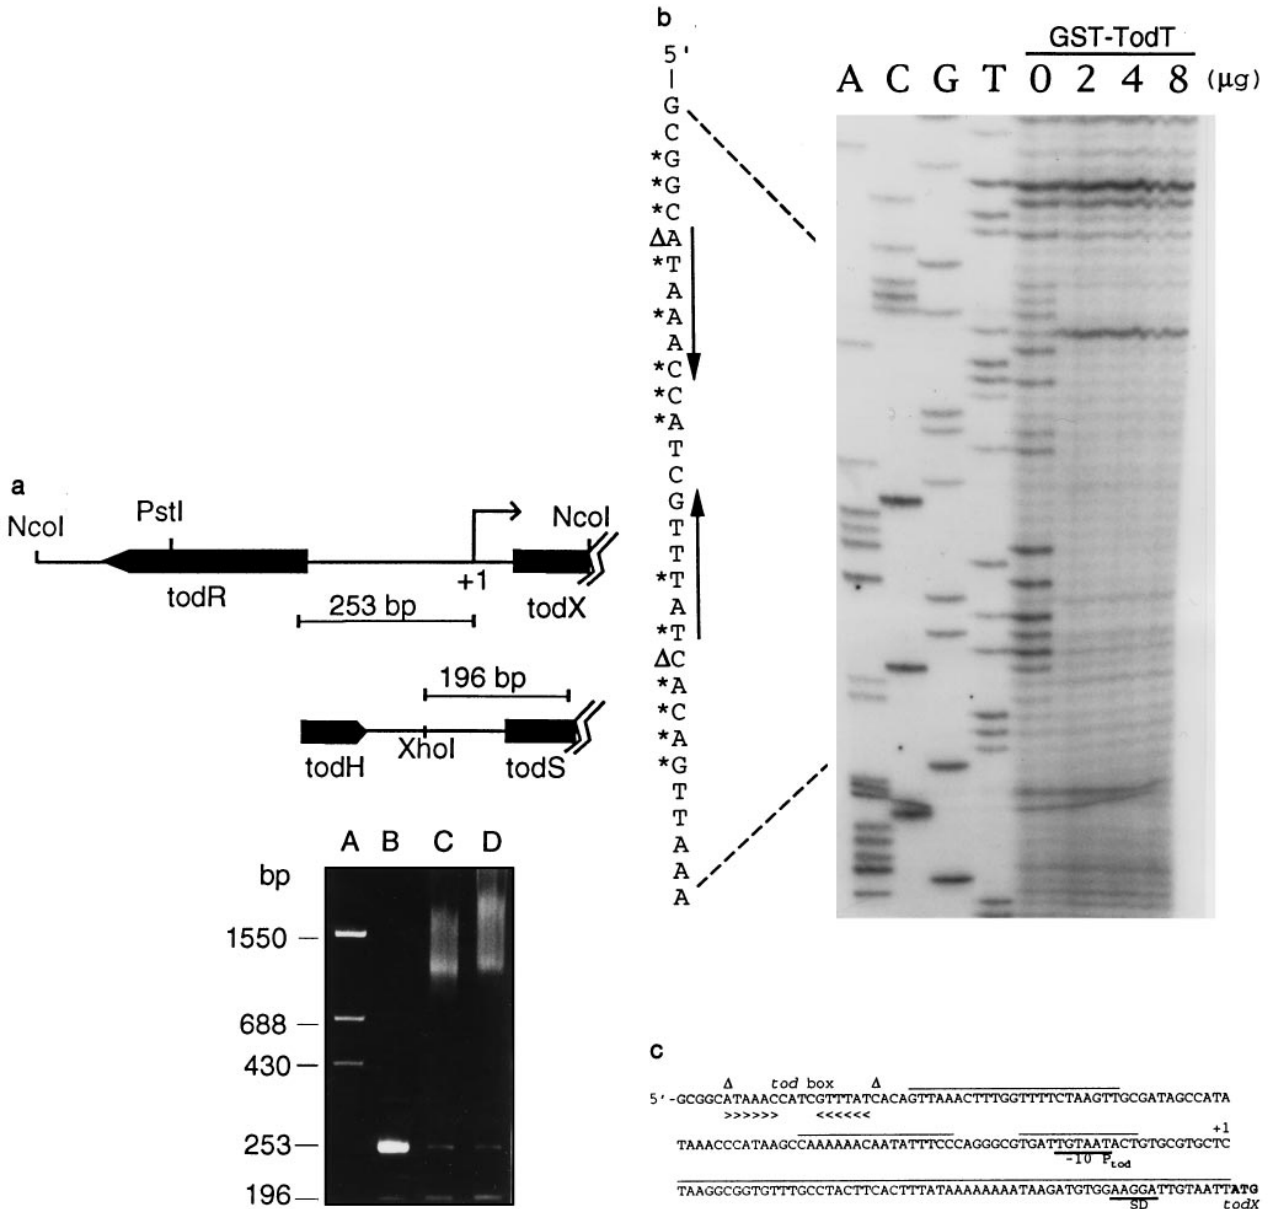 a
NcoI
PstI
NcoI
+1
todR
todX
253 bp
196 bp
XhoI
todH
todS
A B C D
bp
1550
688
430
253
196
b
5'
G
C
*G
*G
*C
ΔA
*T
A
*A
A
*C
*C
*A
T
C
G
T
T
*T
A
*T
ΔC
*A
*C
*A
*G
T
T
A
A
A
GST-TodT
A C G T 0 2 4 8 (μg)
c
Δ tod box Δ
5'-GCGGCATAAACCATCGTTTATCACAGTTAAACTTTGGTTTTCTAAGTTGCGATAGCCATA
>>>>>> <<<<<<
+1
TAAACCCATAAGCCAAAAAACAATATTTCCCAGGGCGTGATTGTAATACTGTGCGTGCTC
-10 Ptod
TAAGGCGGTGTTTGCCTACTTCACTTTATAAAAAAAAATAAGATGTGGAAGGATTGTAATTATG
SD todX